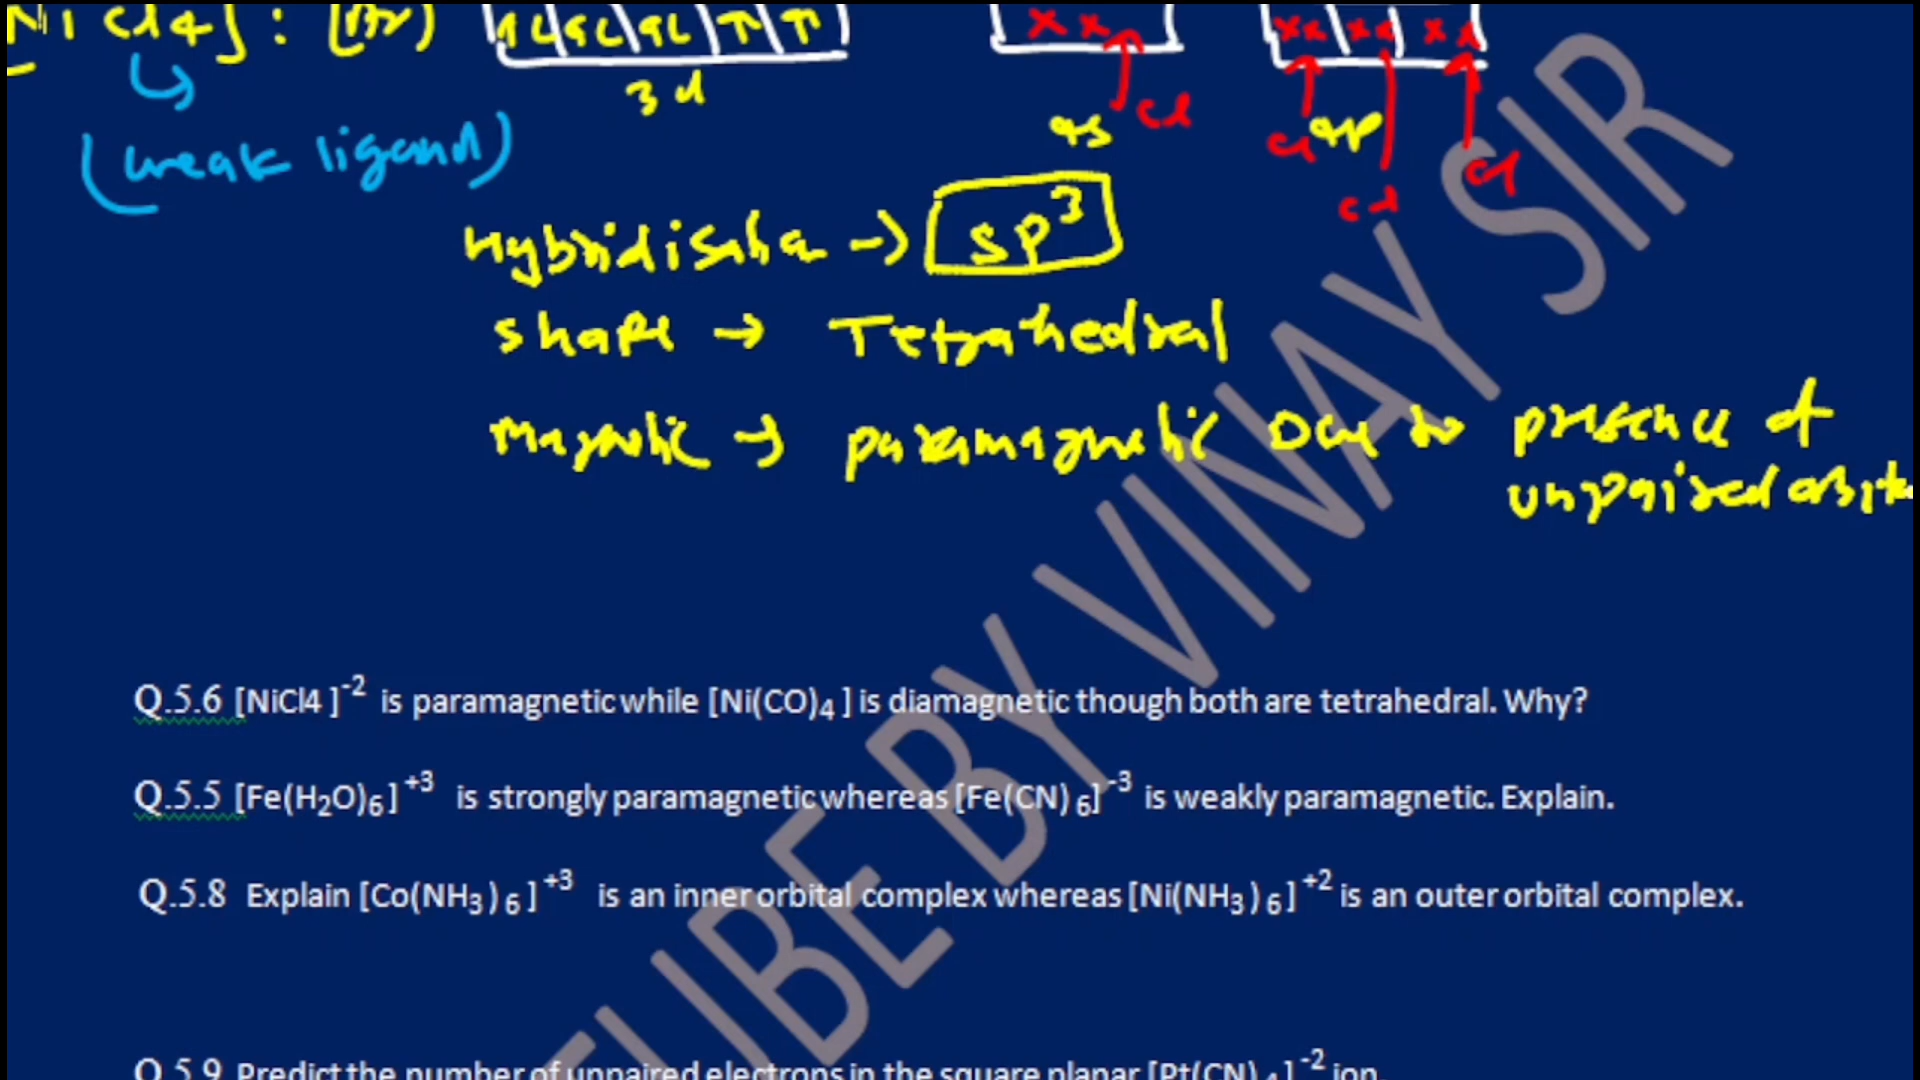 NiCl4] : [Ar]
3d
4s
Cl
Cl
4p
Cl
Cl
(weak ligand)
sp³
shape → Tetrahedral
Magnetic → paramagnetic Due to presence of
unpaired
Q.5.6 [NiCl4 ]⁻² is paramagnetic while [Ni(CO)₄ ] is diamagnetic though both are tetrahedral. Why?
Q.5.5 [Fe(H₂O)₆] ⁺³ is strongly paramagnetic whereas [Fe(CN) ₆]⁻³ is weakly paramagnetic. Explain.
Q.5.8 Explain [Co(NH₃ ) ₆ ] ⁺³ is an inner orbital complex whereas [Ni(NH₃ ) ₆] ⁺² is an outer orbital complex.
Q.5.9 Predict the number of unpaired electrons in the square planar [Pt(CN) ₄]⁻² ion.
TUBE BY VINAY SIR